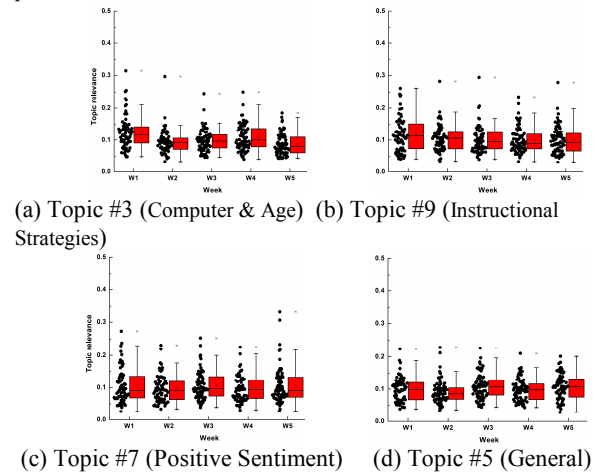 0.5
0.4
0.3
0.2
0.1
0.0
Topic relevance
W1 W2 W3 W4 W5
Week
0.5
0.4
0.3
0.2
0.1
0.0
W1 W2 W3 W4 W5
Week
(a) Topic #3 (Computer & Age) (b) Topic #9 (Instructional
Strategies)
0.5
0.4
0.3
0.2
0.1
0.0
Topic relevance
W1 W2 W3 W4 W5
Week
0.5
0.4
0.3
0.2
0.1
0.0
W1 W2 W3 W4 W5
Week
(c) Topic #7 (Positive Sentiment) (d) Topic #5 (General)